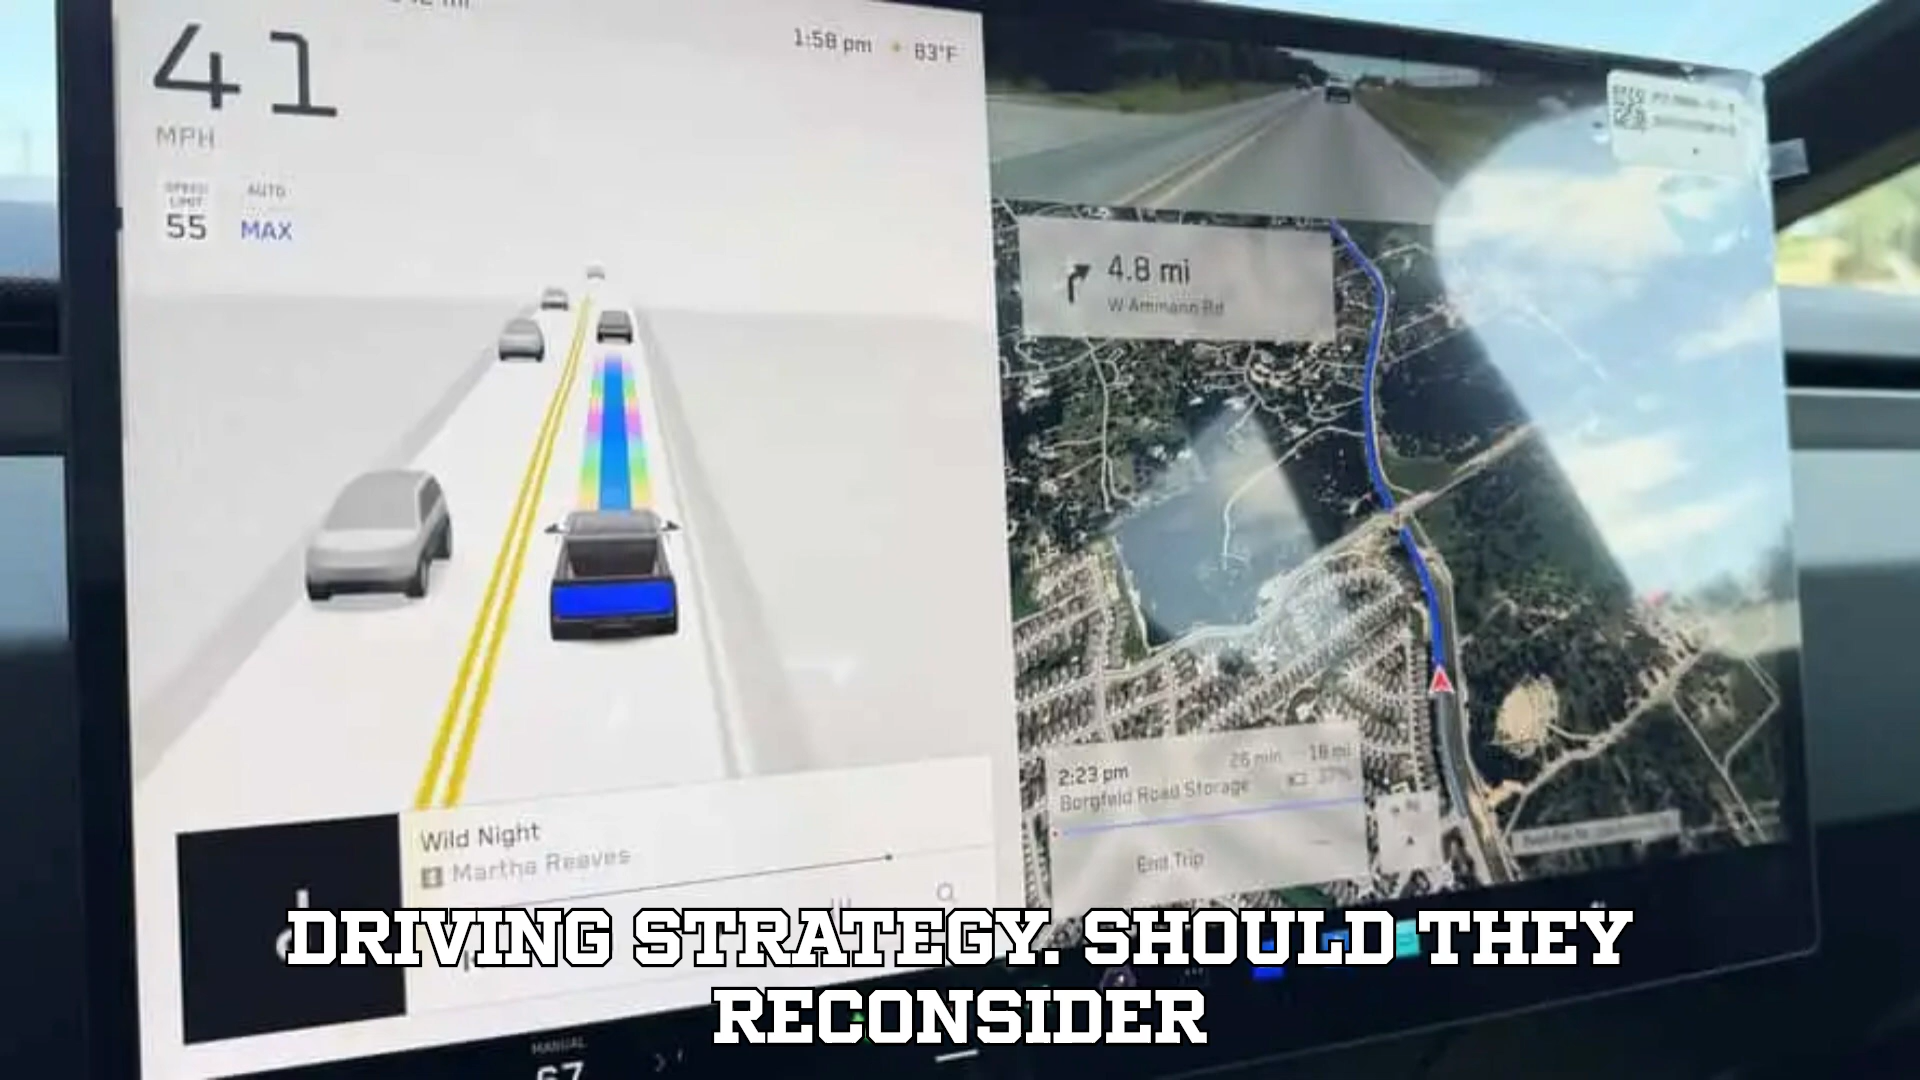 41
MPH
1:58 pm
83°F
SPEED
LIMIT
55
AUTO
MAX
4.8 mi
W Ammann Rd
2:23 pm
26 min
18 mi
Borgfeld Road Storage
37%
End Trip
Wild Night
Martha Reaves
DRIVING STRATEGY. SHOULD THEY
RECONSIDER
MANUAL
67